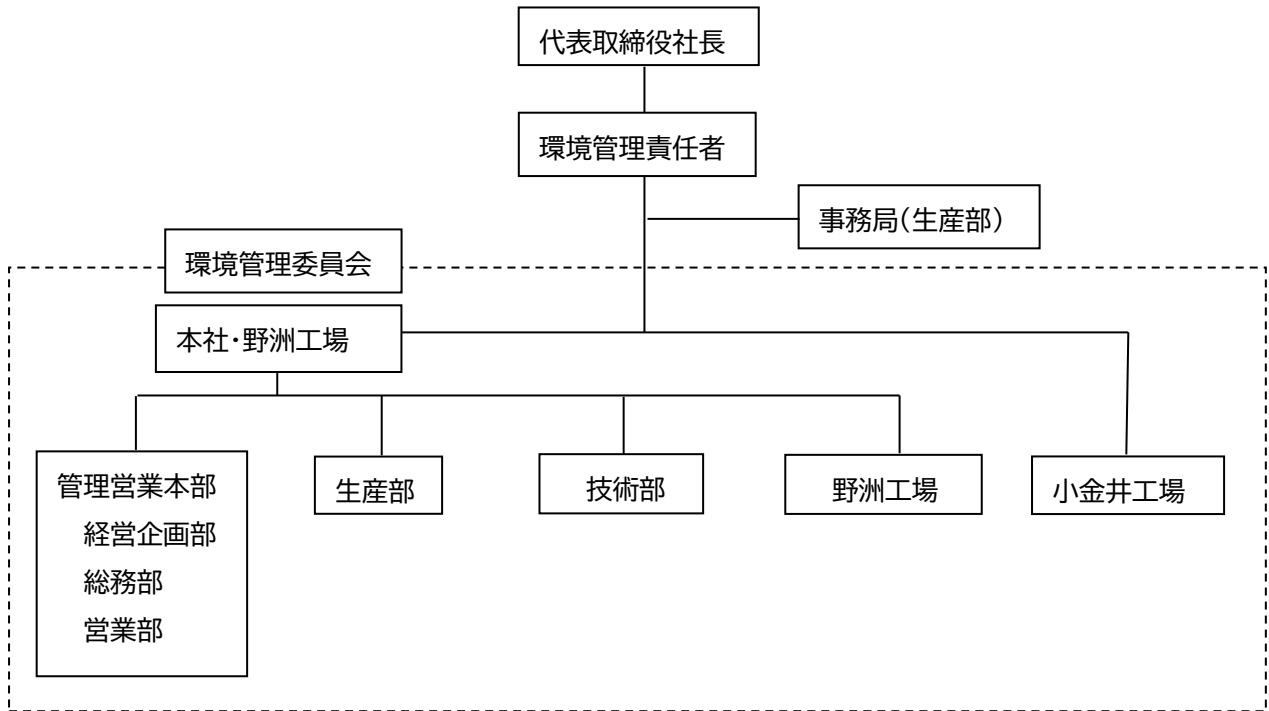 代表取締役社長
環境管理責任者
事務局(生産部)
環境管理委員会
本社・野洲工場
管理営業本部
経営企画部
総務部
営業部
生産部
技術部
野洲工場
小金井工場